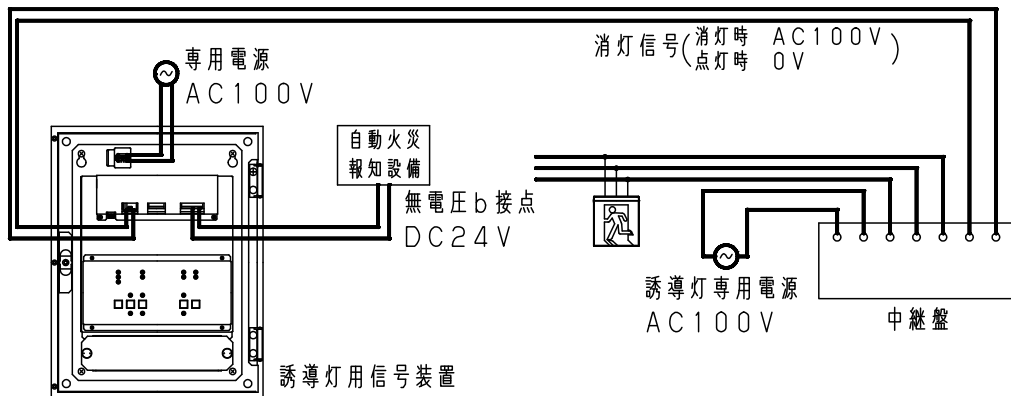 専用電源
AC100V
消灯信号(消灯時 AC100V)
点灯時 0V
自動火災
報知設備
無電圧b接点
DC24V
誘導灯専用電源
AC100V
中継盤
誘導灯用信号装置